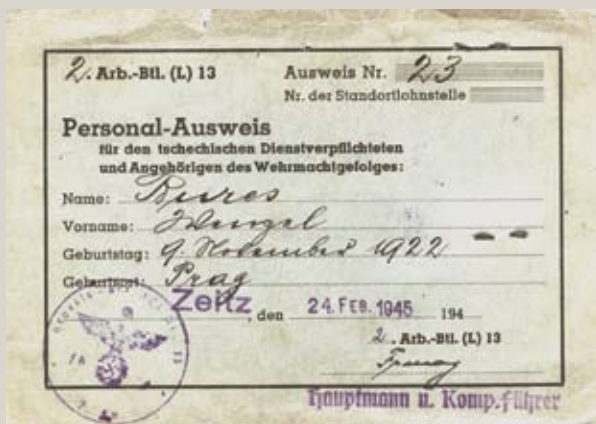 2. Arb.-Btl. (L) 13 Ausweis Nr. 23
Nr. der Standortlohnstelle
Personal-Ausweis
für den tschechischen Dienstverpflichteten
und Angehörigen des Wehrmachtgefolges:
Name: Bures
Vorname: Wenzel
Geburtstag: 9. November 1922
Geburtsort: Prag
Zeitz, den 24. FEB. 1945 194
2. Arb.-Btl. (L) 13
Hauptmann u. Komp.führer